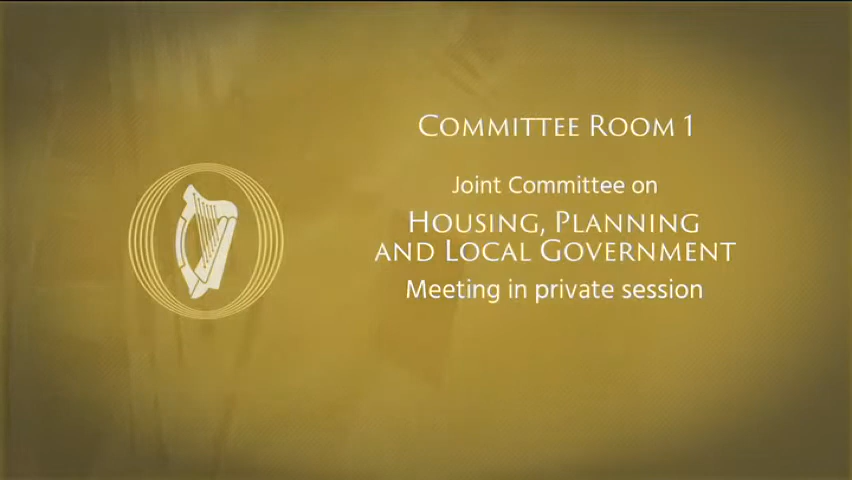 COMMITTEE ROOM 1
Joint Committee on
HOUSING, PLANNING
AND LOCAL GOVERNMENT
Meeting in private session